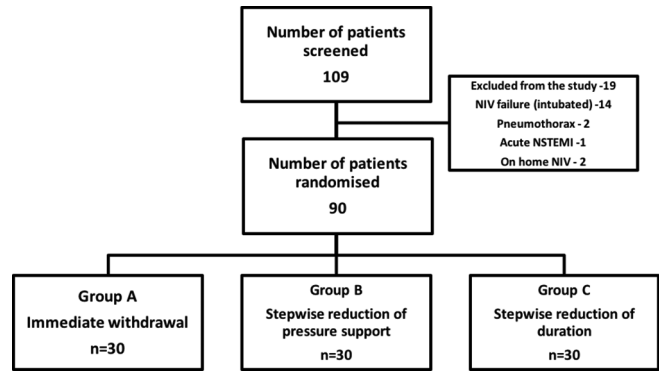 Number of patients
screened
109
Excluded from the study -19
NIV failure (intubated) -14
Pneumothorax - 2
Acute NSTEMI -1
On home NIV - 2
Number of patients
randomised
90
Group A
Immediate withdrawal
n=30
Group B
Stepwise reduction of
pressure support
n=30
Group C
Stepwise reduction of
duration
n=30